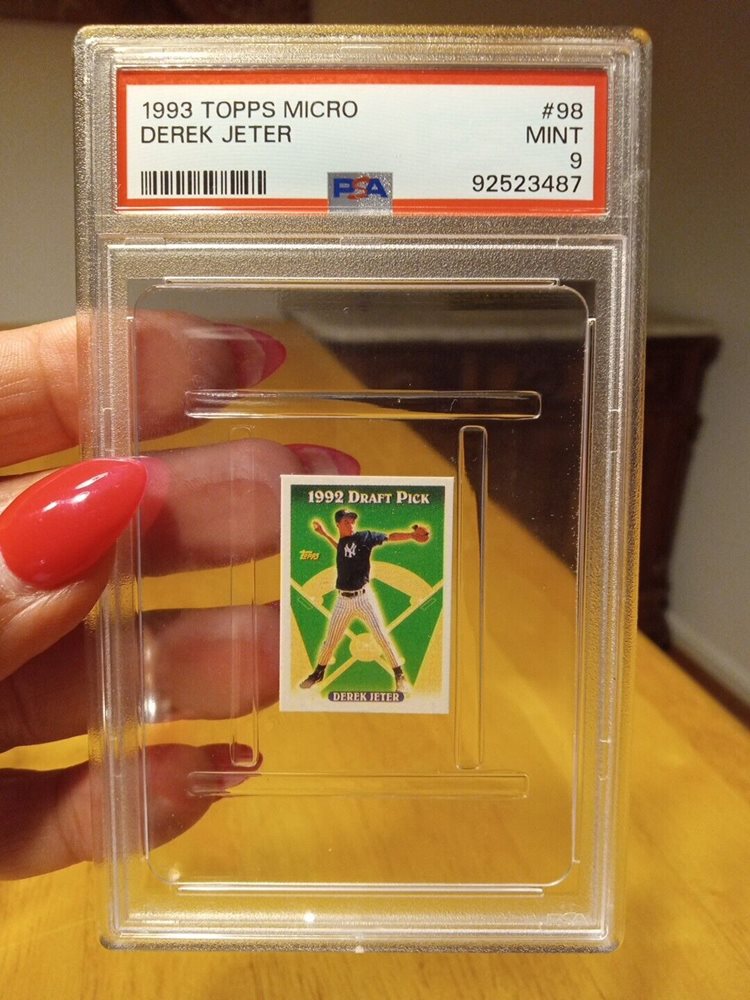 1993 TOPPS MICRO #98
DEREK JETER MINT
9
PSA 92523487
1992 DRAFT PICK
TOPPS
NY
DEREK JETER